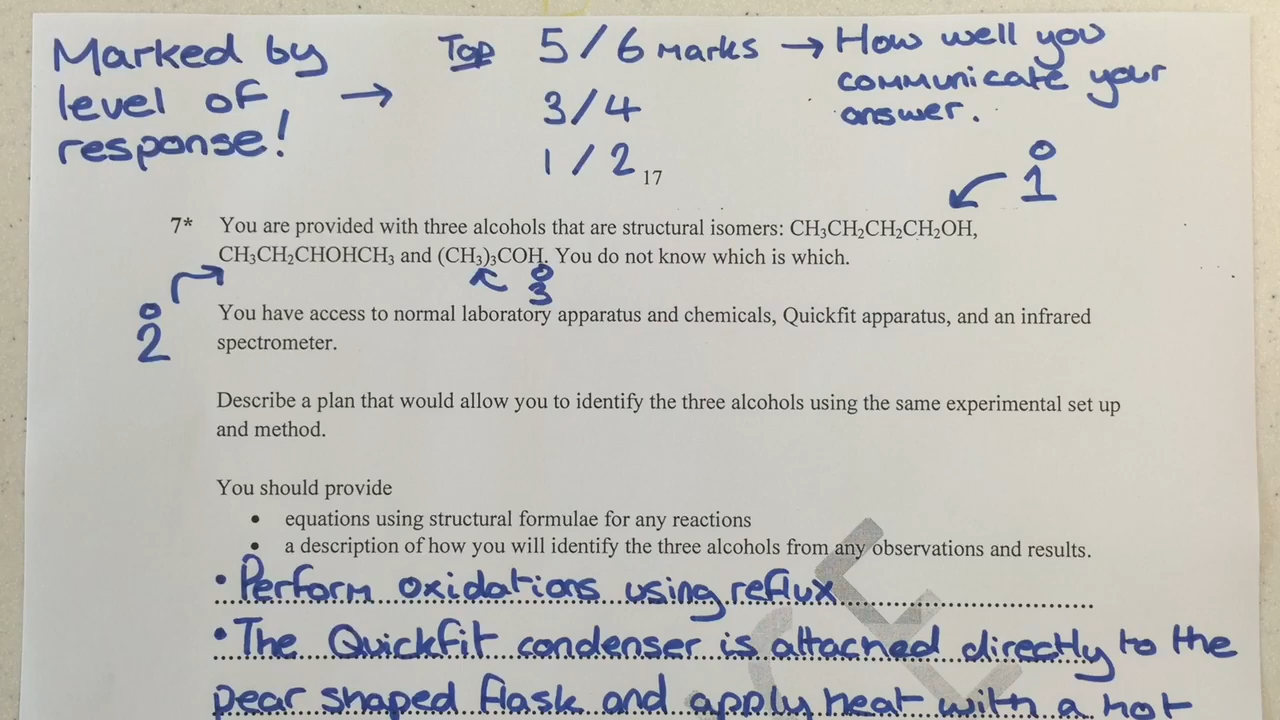 Marked by
level of
response!
→
Top 5/6 marks → How well you
communicate your
answer.
3/4
1/2
17
1°
7* You are provided with three alcohols that are structural isomers: CH₃CH₂CH₂CH₂OH,
CH₃CH₂CHOHCH₃ and (CH₃)₃COH. You do not know which is which.
3°
2°
You have access to normal laboratory apparatus and chemicals, Quickfit apparatus, and an infrared
spectrometer.
Describe a plan that would allow you to identify the three alcohols using the same experimental set up
and method.
You should provide
• equations using structural formulae for any reactions
• a description of how you will identify the three alcohols from any observations and results.
• Perform oxidations using reflux
• The Quickfit condenser is attached directly to the
pear shaped flask and apply heat with a hot